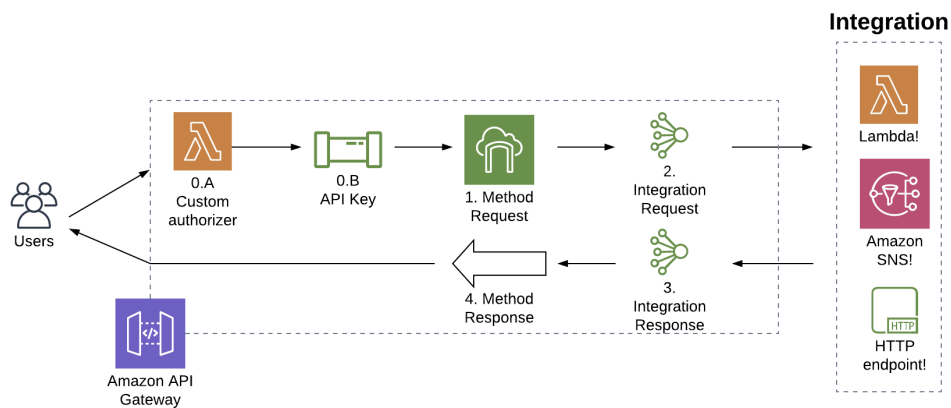 Integration
Lambda!
Amazon
SNS!
HTTP
HTTP
endpoint!
Users
0.A
Custom
authorizer
0.B
API Key
1. Method
Request
2.
Integration
Request
3.
Integration
Response
4. Method
Response
</>
Amazon API
Gateway